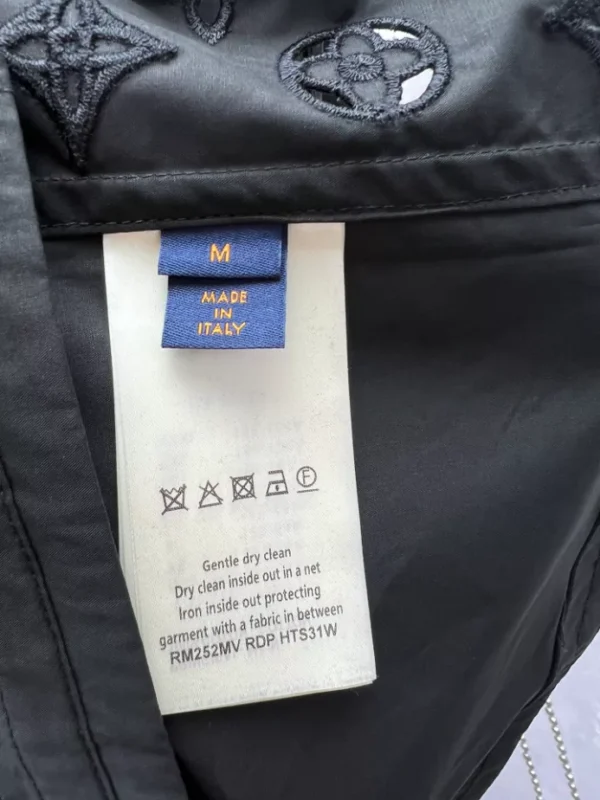 M
MADE
IN
ITALY
F
Gentle dry clean
Dry clean inside out in a net
Iron inside out protecting
garment with a fabric in between
RM252MV RDP HTS31W